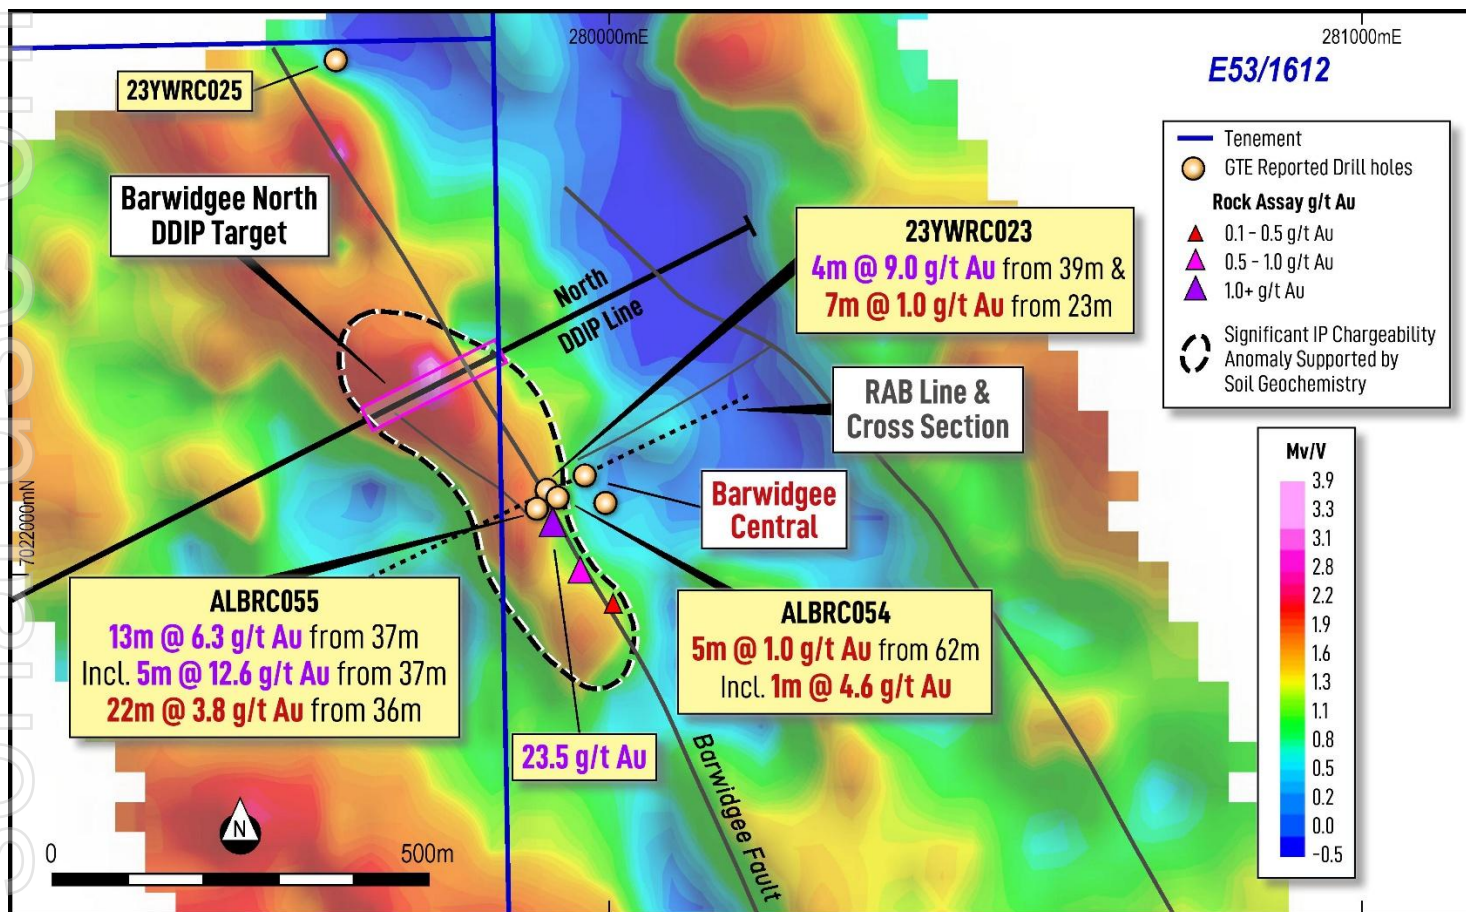 280000mE
281000mE
E53/1612
23YWRC025
Tenement
GTE Reported Drill holes
Rock Assay g/t Au
0.1 - 0.5 g/t Au
0.5 - 1.0 g/t Au
1.0+ g/t Au
Significant IP Chargeability
Anomaly Supported by
Soil Geochemistry
Barwidgee North
DDIP Target
23YWRC023
4m @ 9.0 g/t Au from 39m &
7m @ 1.0 g/t Au from 23m
North
DDIP Line
RAB Line &
Cross Section
Barwidgee
Central
7022000mN
ALBRC055
13m @ 6.3 g/t Au from 37m
Incl. 5m @ 12.6 g/t Au from 37m
22m @ 3.8 g/t Au from 36m
ALBRC054
5m @ 1.0 g/t Au from 62m
Incl. 1m @ 4.6 g/t Au
23.5 g/t Au
Barwidgee Fault
Mv/V
3.9
3.3
3.1
2.8
2.2
1.9
1.6
1.3
1.1
0.8
0.5
0.2
0.0
-0.5
N
0
500m